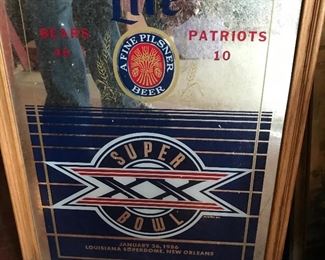 Lite
BEARS PATRIOTS
46 10
A FINE PILSNER
BEER
SUPER
XX
BOWL
JANUARY 26, 1986
LOUISIANA SUPERDOME, NEW ORLEANS